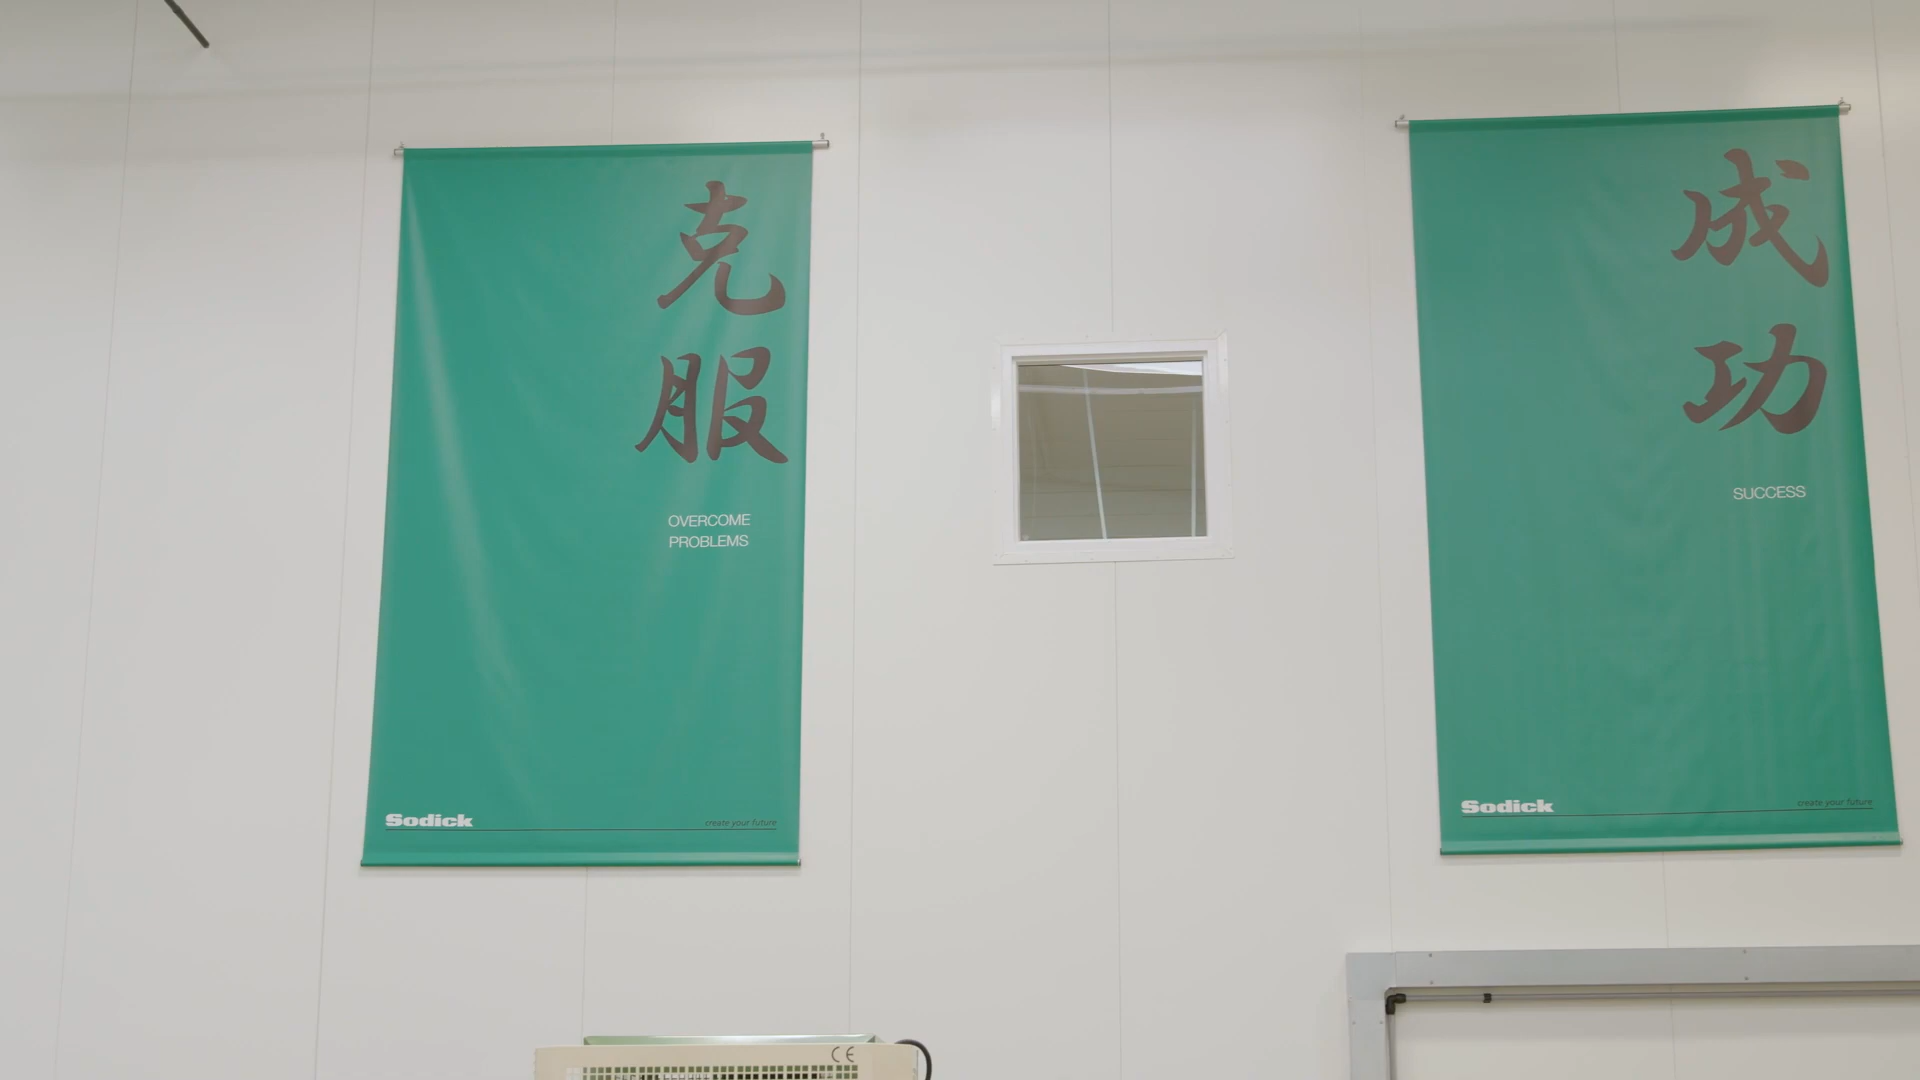 克
服
OVERCOME
PROBLEMS
Sodick
create your future
成
功
SUCCESS
Sodick
create your future
CE